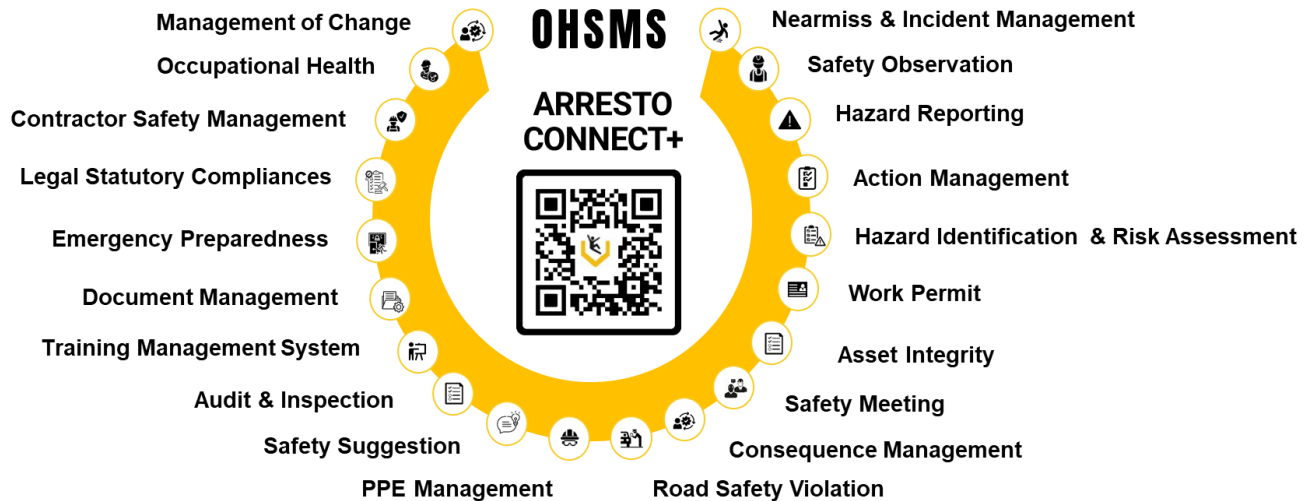 OHSMS
ARRESTO
CONNECT+
Management of Change
Occupational Health
Contractor Safety Management
Legal Statutory Compliances
Emergency Preparedness
Document Management
Training Management System
Audit & Inspection
Safety Suggestion
PPE Management
Nearmiss & Incident Management
Safety Observation
Hazard Reporting
Action Management
Hazard Identification & Risk Assessment
Work Permit
Asset Integrity
Safety Meeting
Consequence Management
Road Safety Violation